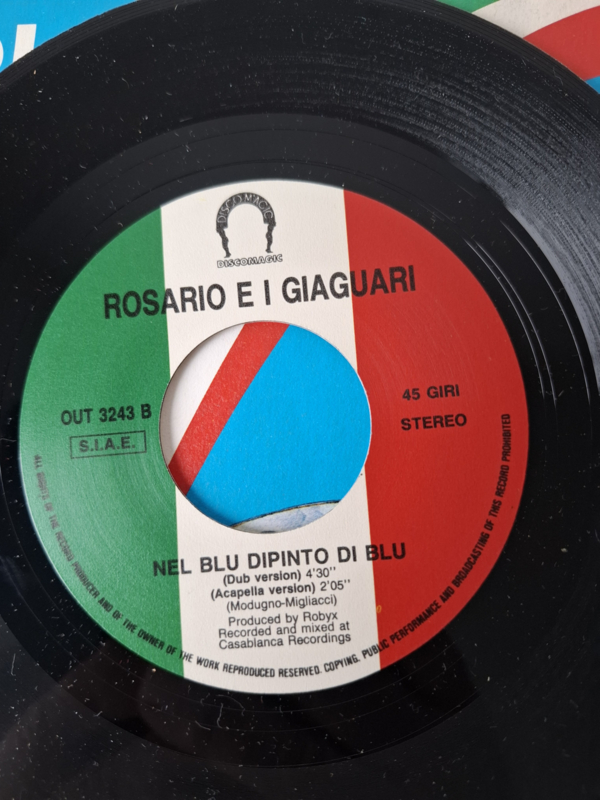 DISCOMAGIC
DISCOMAGIC
ROSARIO E I GIAGUARI
OUT 3243 B
S.I.A.E.
45 GIRI
STEREO
NEL BLU DIPINTO DI BLU
(Dub version) 4'30''
(Acapella version) 2'05''
(Modugno-Migliacci)
Produced by Robyx
Recorded and mixed at
Casablanca Recordings
ALL RIGHTS OF THE RECORD PRODUCER AND OF THE OWNER OF THE WORK REPRODUCED RESERVED. COPYING, PUBLIC PERFORMANCE AND BROADCASTING OF THIS RECORD PROHIBITED